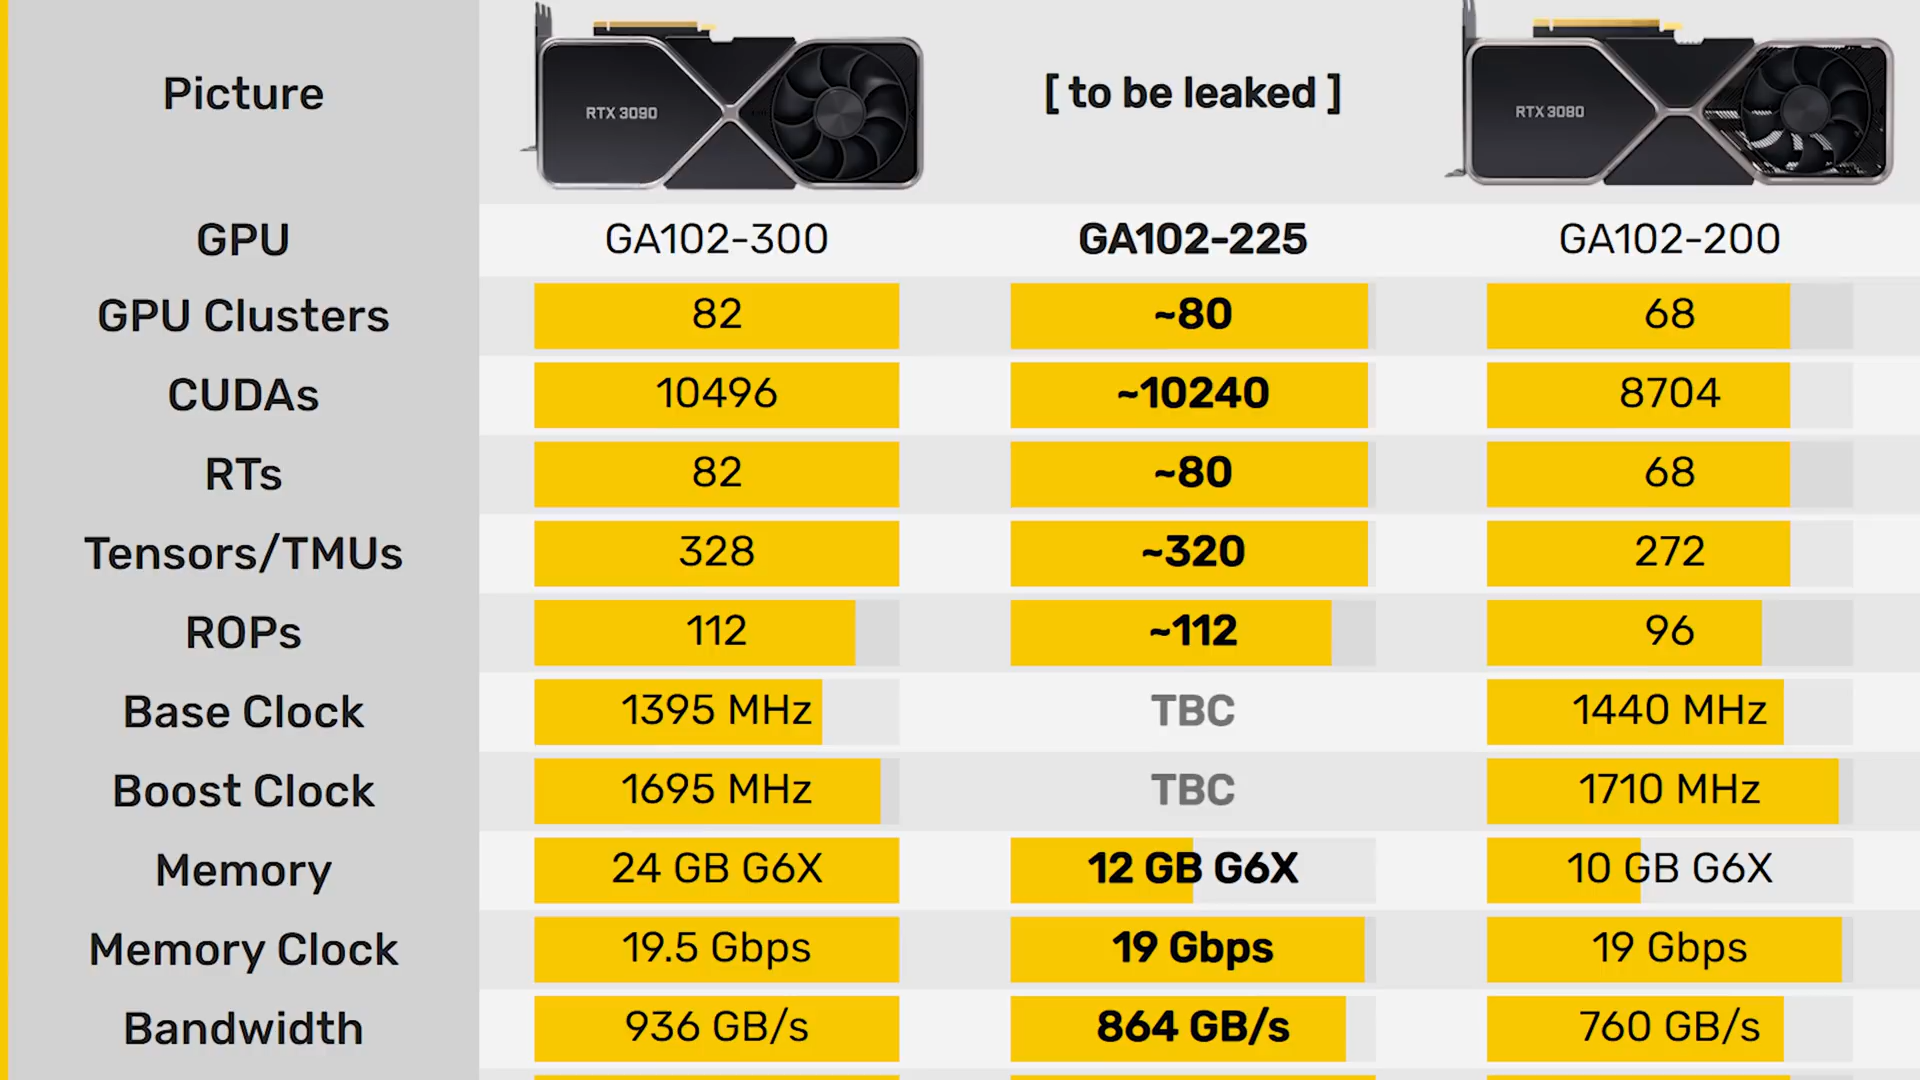 Picture
RTX 3090
[ to be leaked ]
RTX 3080
GPU GA102-300 GA102-225 GA102-200
GPU Clusters 82 ~80 68
CUDAs 10496 ~10240 8704
RTs 82 ~80 68
Tensors/TMUs 328 ~320 272
ROPs 112 ~112 96
Base Clock 1395 MHz TBC 1440 MHz
Boost Clock 1695 MHz TBC 1710 MHz
Memory 24 GB G6X 12 GB G6X 10 GB G6X
Memory Clock 19.5 Gbps 19 Gbps 19 Gbps
Bandwidth 936 GB/s 864 GB/s 760 GB/s